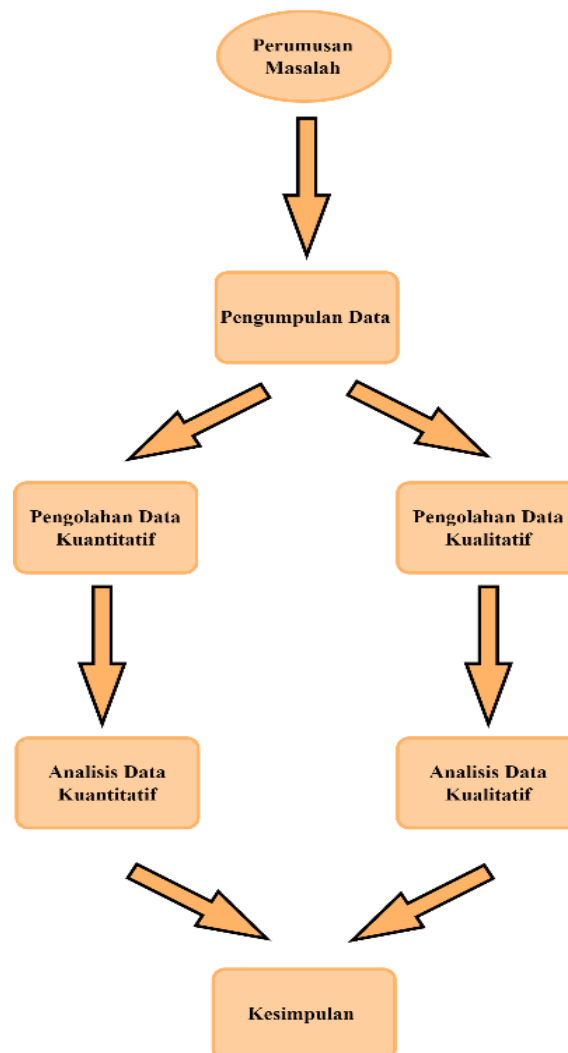 Perumusan
Masalah
Pengumpulan Data
Pengolahan Data
Kuantitatif
Pengolahan Data
Kualitatif
Analisis Data
Kuantitatif
Analisis Data
Kualitatif
Kesimpulan